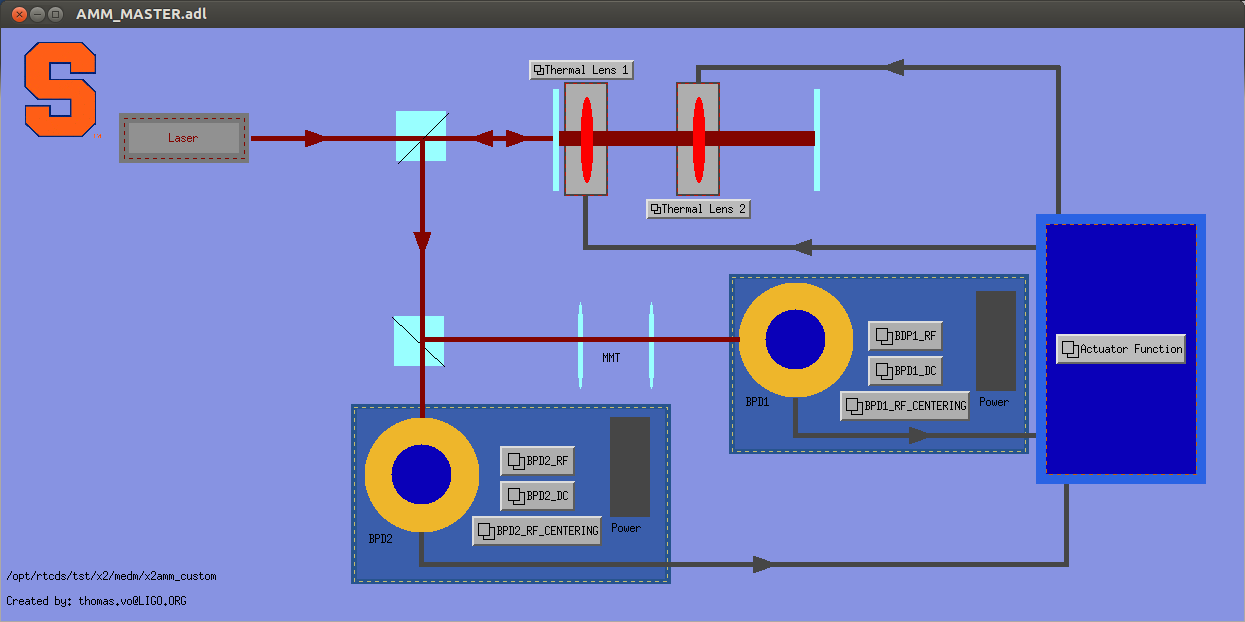 AMM_MASTER.adl
S
TM
Thermal Lens 1
Laser
Thermal Lens 2
BDP1_RF
Actuator Function
MMT
BPD1_DC
BPD1
BPD1_RF_CENTERING
Power
BPD2_RF
BPD2_DC
BPD2_RF_CENTERING
Power
BPD2
/opt/rtcds/tst/x2/medm/x2amm_custom
Created by: thomas.vo@LIGO.ORG